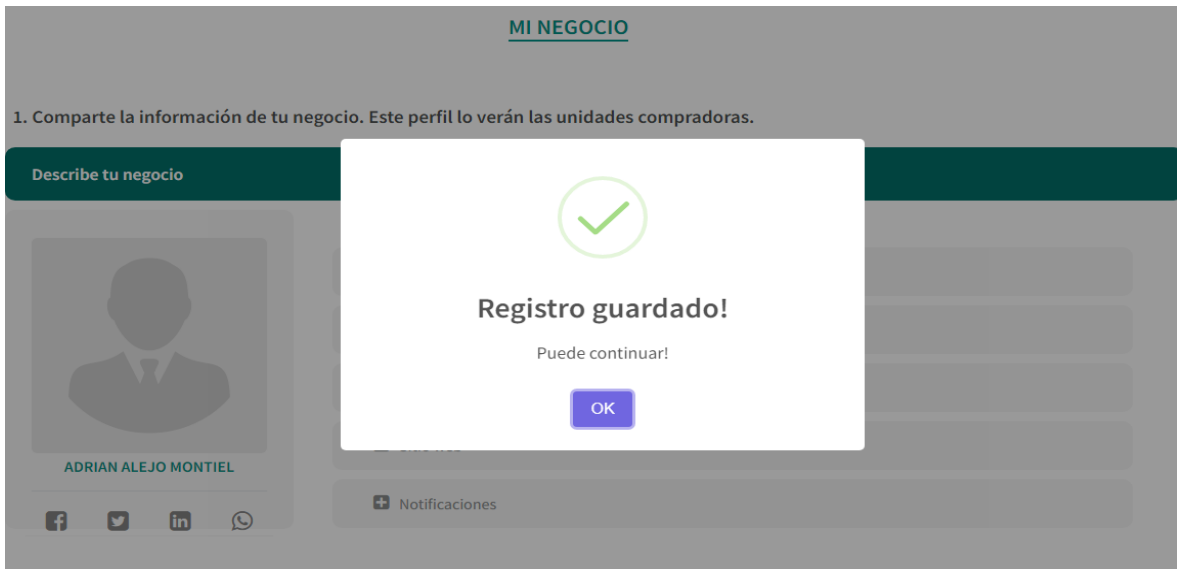 MI NEGOCIO
1. Comparte la información de tu negocio. Este perfil lo verán las unidades compradoras.
Describe tu negocio
Registro guardado!
Puede continuar!
OK
ADRIAN ALEJO MONTIEL
Notificaciones